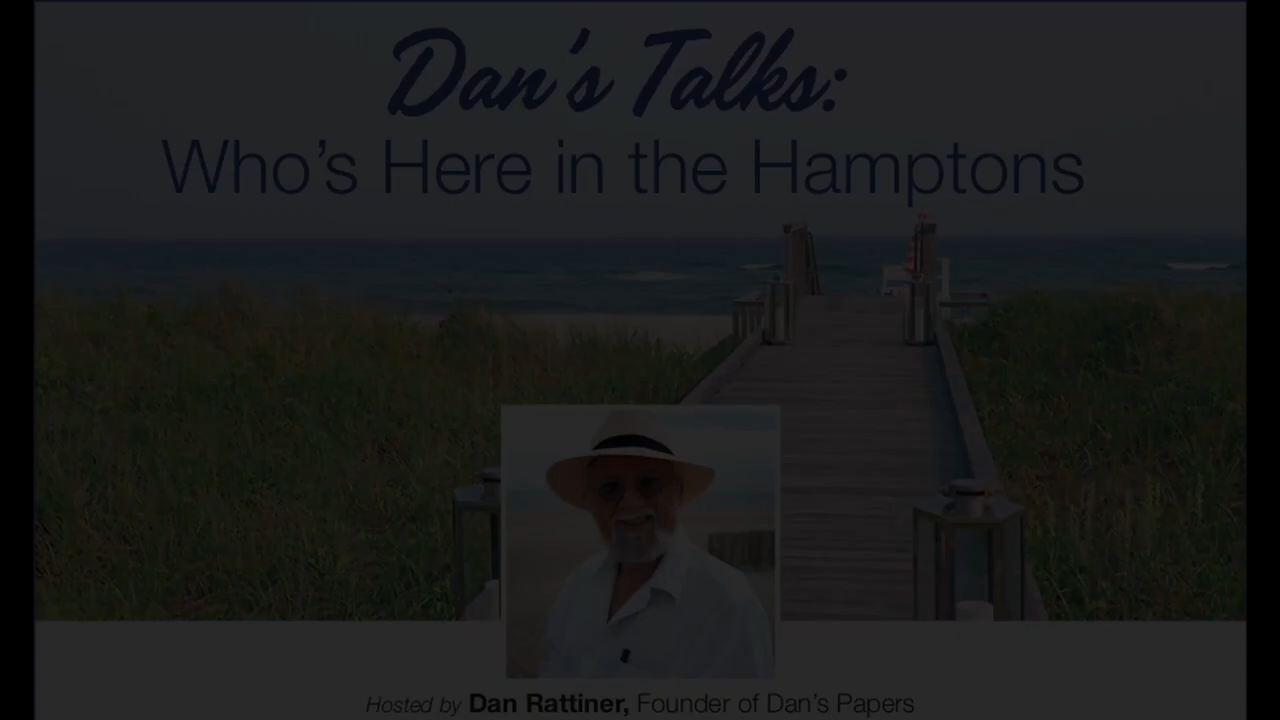 Dan's Talks:
Who's Here in the Hamptons
Hosted by Dan Rattiner, Founder of Dan's Papers